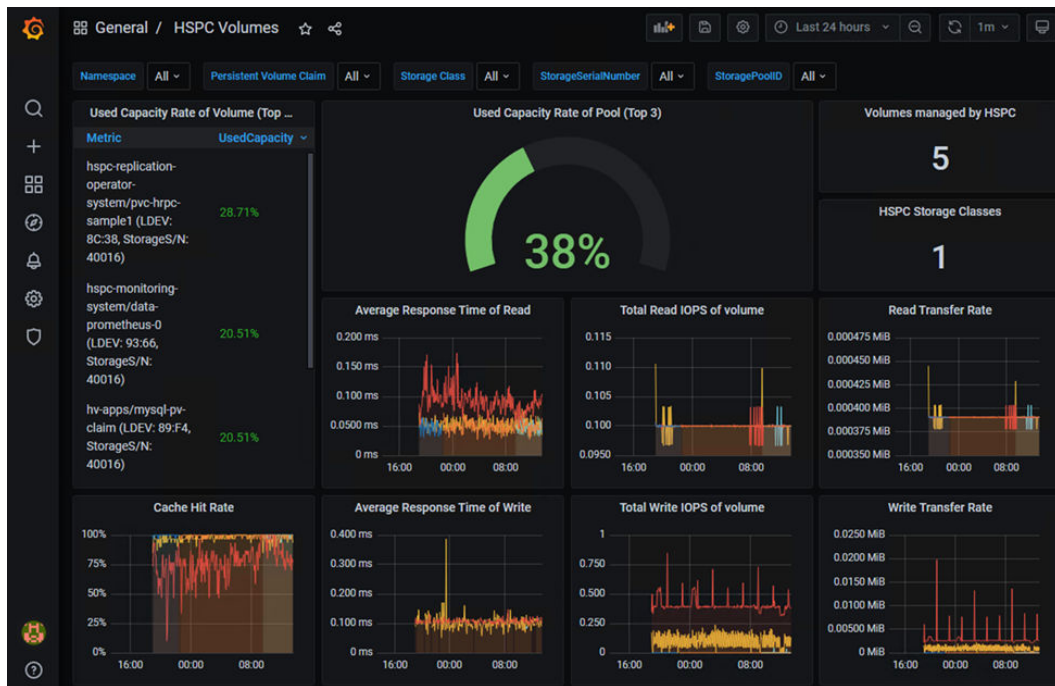 General / HSPC Volumes
Last 24 hours
1m
Namespace All
Persistent Volume Claim All
Storage Class All
StorageSerialNumber All
StoragePoolID All
Used Capacity Rate of Volume (Top ...
Metric UsedCapacity
hspc-replication-
operator-
system/pvc-hrpc-
sample1 (LDEV:
8C:38, StorageS/N:
40016)
28.71%
hspc-monitoring-
system/data-
prometheus-0
(LDEV: 93:66,
StorageS/N:
40016)
20.51%
hv-apps/mysql-pv-
claim (LDEV: 89:F4,
StorageS/N:
40016)
20.51%
Used Capacity Rate of Pool (Top 3)
38%
Volumes managed by HSPC
5
HSPC Storage Classes
1
Average Response Time of Read
0.200 ms
0.150 ms
0.100 ms
0.0500 ms
0 ms
16:00 00:00 08:00
Total Read IOPS of volume
0.115
0.110
0.105
0.100
0.0950
16:00 00:00 08:00
Read Transfer Rate
0.000475 MiB
0.000450 MiB
0.000425 MiB
0.000400 MiB
0.000375 MiB
0.000350 MiB
16:00 00:00 08:00
Cache Hit Rate
100%
75%
50%
25%
0%
16:00 00:00 08:00
Average Response Time of Write
0.400 ms
0.300 ms
0.200 ms
0.100 ms
0 ms
16:00 00:00 08:00
Total Write IOPS of volume
1
0.750
0.500
0.250
0
16:00 00:00 08:00
Write Transfer Rate
0.0250 MiB
0.0200 MiB
0.0150 MiB
0.0100 MiB
0.00500 MiB
0 MiB
16:00 00:00 08:00